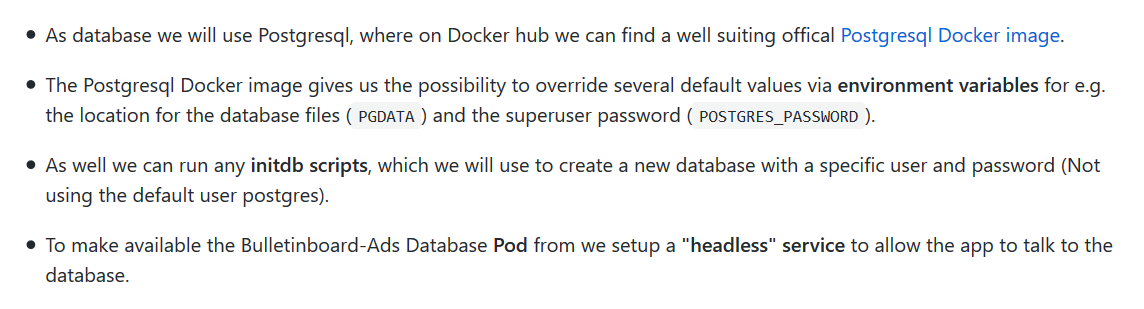 As database we will use Postgresql, where on Docker hub we can find a well suiting offical Postgresql Docker image.
The Postgresql Docker image gives us the possibility to override several default values via environment variables for e.g.
the location for the database files ( PGDATA ) and the superuser password ( POSTGRES_PASSWORD ).
As well we can run any initdb scripts, which we will use to create a new database with a specific user and password (Not
using the default user postgres).
To make available the Bulletinboard-Ads Database Pod from we setup a "headless" service to allow the app to talk to the
database.